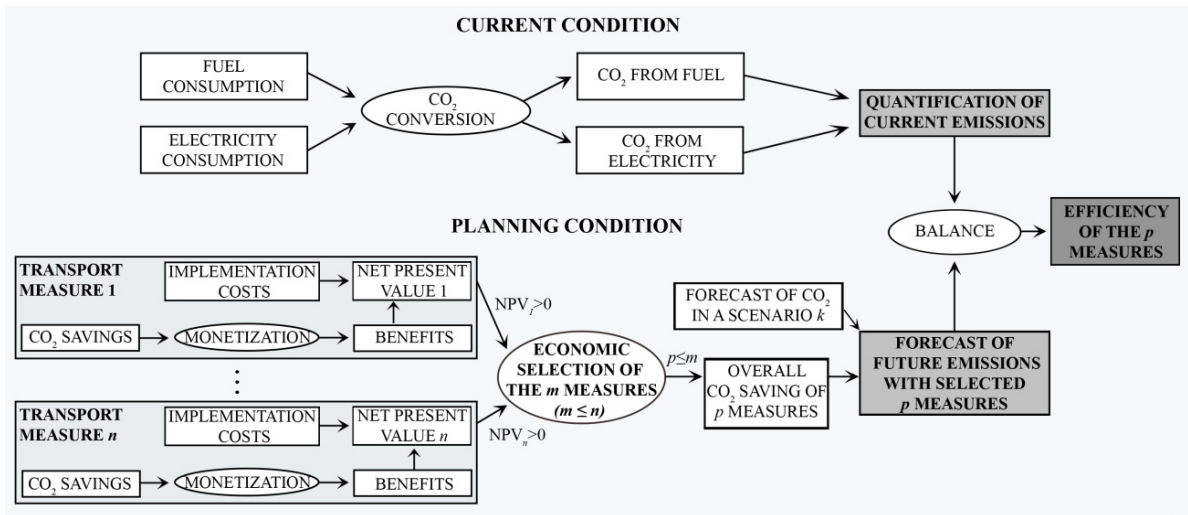 CURRENT CONDITION
FUEL
CONSUMPTION
ELECTRICITY
CONSUMPTION
CO₂
CONVERSION
CO₂ FROM FUEL
CO₂ FROM
ELECTRICITY
QUANTIFICATION OF
CURRENT EMISSIONS
BALANCE
EFFICIENCY
OF THE p
MEASURES
PLANNING CONDITION
TRANSPORT
MEASURE 1
IMPLEMENTATION
COSTS
NET PRESENT
VALUE 1
CO₂ SAVINGS
MONETIZATION
BENEFITS
NPV₁>0
⋮
TRANSPORT
MEASURE n
IMPLEMENTATION
COSTS
NET PRESENT
VALUE n
CO₂ SAVINGS
MONETIZATION
BENEFITS
NPVₙ>0
ECONOMIC
SELECTION OF
THE m MEASURES
(m ≤ n)
p≤m
OVERALL
CO₂ SAVING OF
p MEASURES
FORECAST OF CO₂
IN A SCENARIO k
FORECAST OF
FUTURE EMISSIONS
WITH SELECTED
p MEASURES